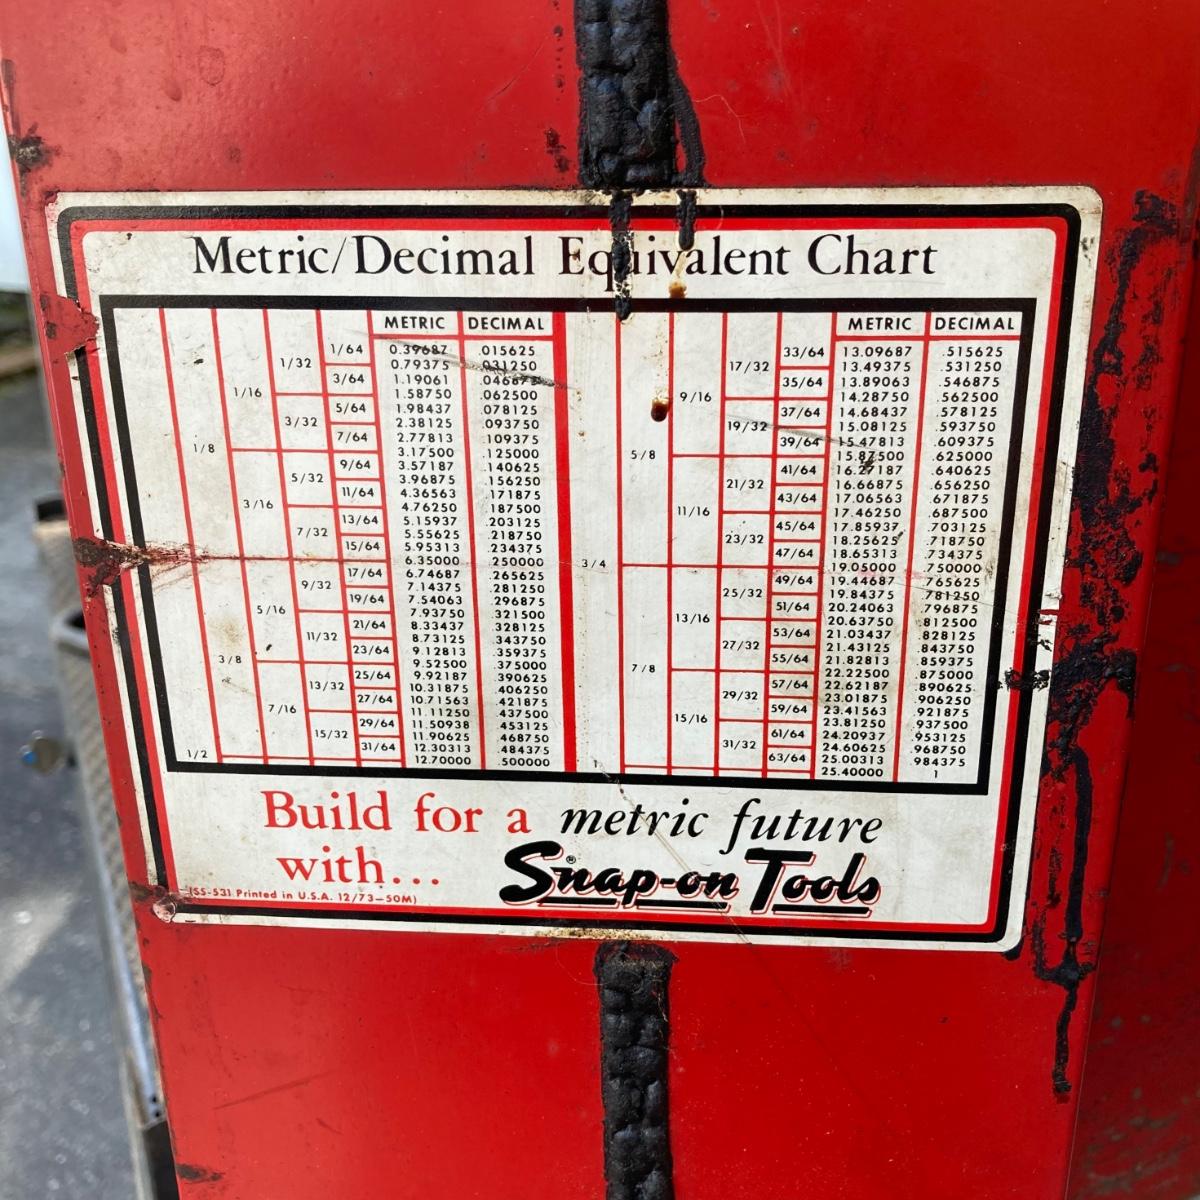 Metric/Decimal Equivalent Chart
METRIC DECIMAL
1/64 0.39687 .015625
1/32 0.79375 .031250
3/64 1.19061 .046875
1/16 1.58750 .062500
5/64 1.98437 .078125
3/32 2.38125 .093750
7/64 2.77813 .109375
1/8 3.17500 .125000
9/64 3.57187 .140625
5/32 3.96875 .156250
11/64 4.36563 .171875
3/16 4.76250 .187500
13/64 5.15937 .203125
7/32 5.55625 .218750
15/64 5.95313 .234375
6.35000 .250000
17/64 6.74687 .265625
9/32 7.14375 .281250
19/64 7.54063 .296875
5/16 7.93750 .321500
21/64 8.33437 .328125
11/32 8.73125 .343750
23/64 9.12813 .359375
3/8 9.52500 .375000
25/64 9.92187 .390625
13/32 10.31875 .406250
27/64 10.71563 .421875
7/16 11.11250 .437500
29/64 11.50938 .453125
15/32 11.90625 .468750
31/64 12.30313 .484375
1/2 12.70000 .500000
METRIC DECIMAL
33/64 13.09687 .515625
17/32 13.49375 .531250
35/64 13.89063 .546875
9/16 14.28750 .562500
37/64 14.68437 .578125
19/32 15.08125 .593750
39/64 15.47813 .609375
5/8 15.87500 .625000
41/64 16.27187 .640625
21/32 16.66875 .656250
43/64 17.06563 .671875
11/16 17.46250 .687500
45/64 17.85937 .703125
23/32 18.25625 .718750
47/64 18.65313 .734375
3/4 19.05000 .750000
49/64 19.44687 .765625
25/32 19.84375 .781250
51/64 20.24063 .796875
13/16 20.63750 .812500
53/64 21.03437 .828125
27/32 21.43125 .843750
55/64 21.82813 .859375
7/8 22.22500 .875000
57/64 22.62187 .890625
29/32 23.01875 .906250
59/64 23.41563 .921875
15/16 23.81250 .937500
61/64 24.20937 .953125
31/32 24.60625 .968750
63/64 25.00313 .984375
25.40000 1
Build for a metric future
with... Snap-on® Tools
(SS-531 Printed in U.S.A. 12/73—50M)